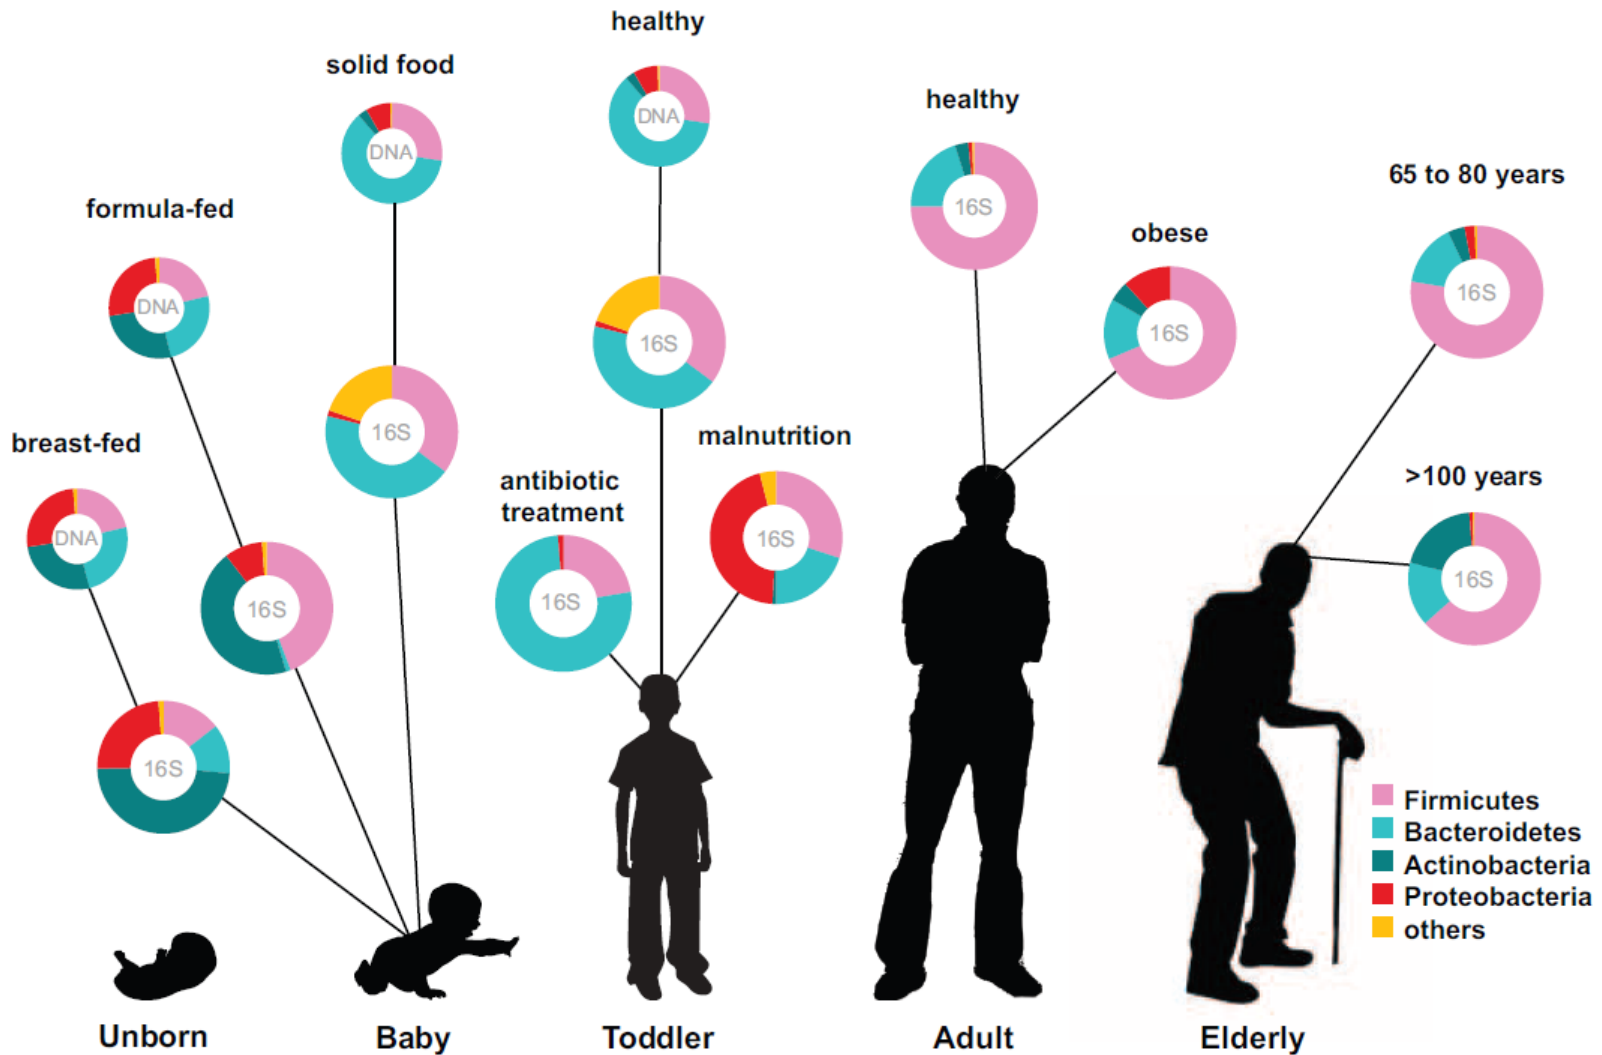 healthy
DNA
solid food
DNA
healthy
16S
65 to 80 years
16S
formula-fed
DNA
obese
16S
16S
breast-fed
DNA
16S
antibiotic
treatment
16S
malnutrition
16S
>100 years
16S
16S
16S
Firmicutes
Bacteroidetes
Actinobacteria
Proteobacteria
others
Unborn
Baby
Toddler
Adult
Elderly